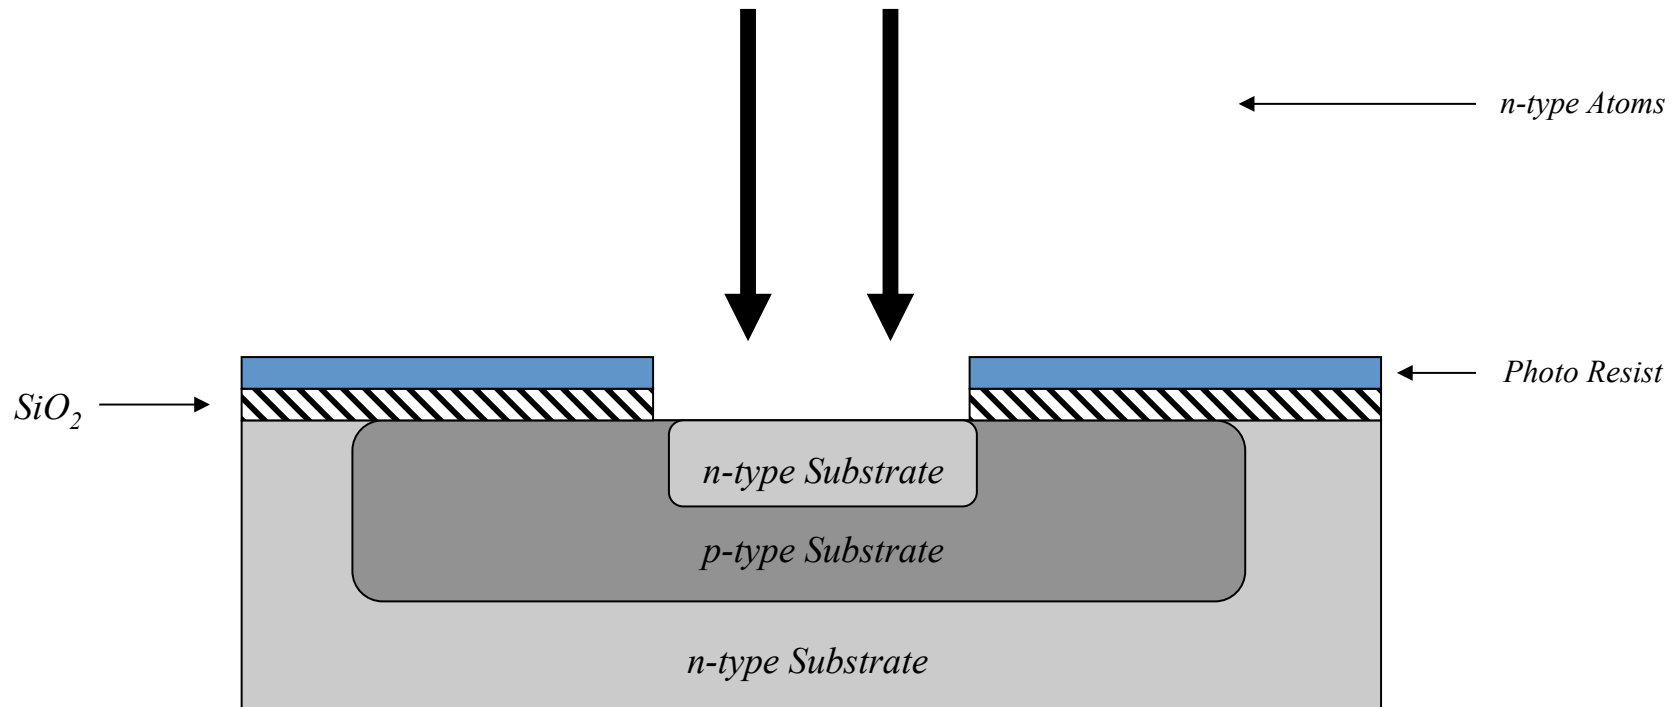 n-type Atoms
Photo Resist
SiO₂
n-type Substrate
p-type Substrate
n-type Substrate